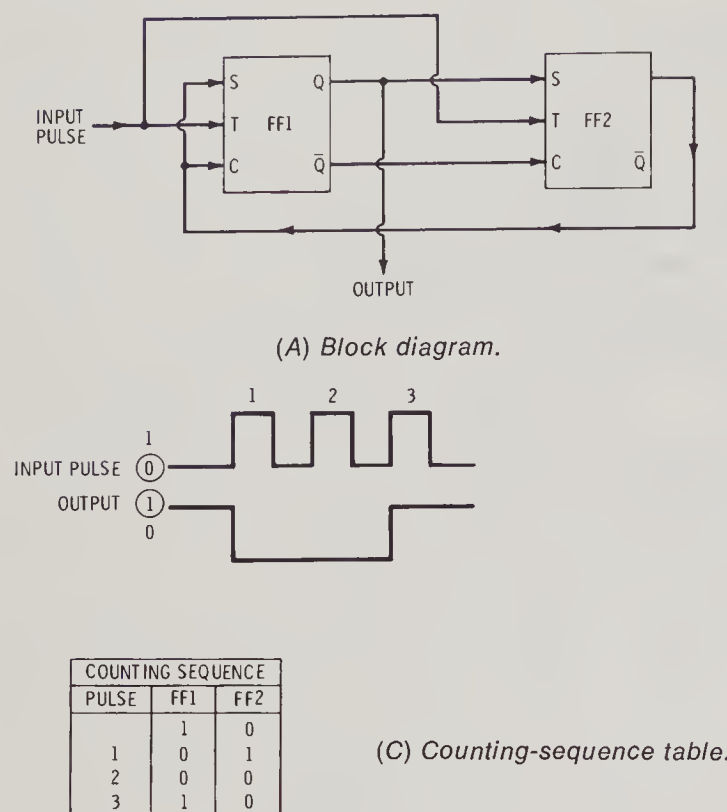 S Q
INPUT PULSE
T FF1
C Q̅
S
T FF2
C Q̅
OUTPUT
(A) Block diagram.
1 2 3
1
INPUT PULSE 0
OUTPUT 1
0
COUNTING SEQUENCE
PULSE FF1 FF2
1 0
1 0 1
2 0 0
3 1 0
(C) Counting-sequence table.